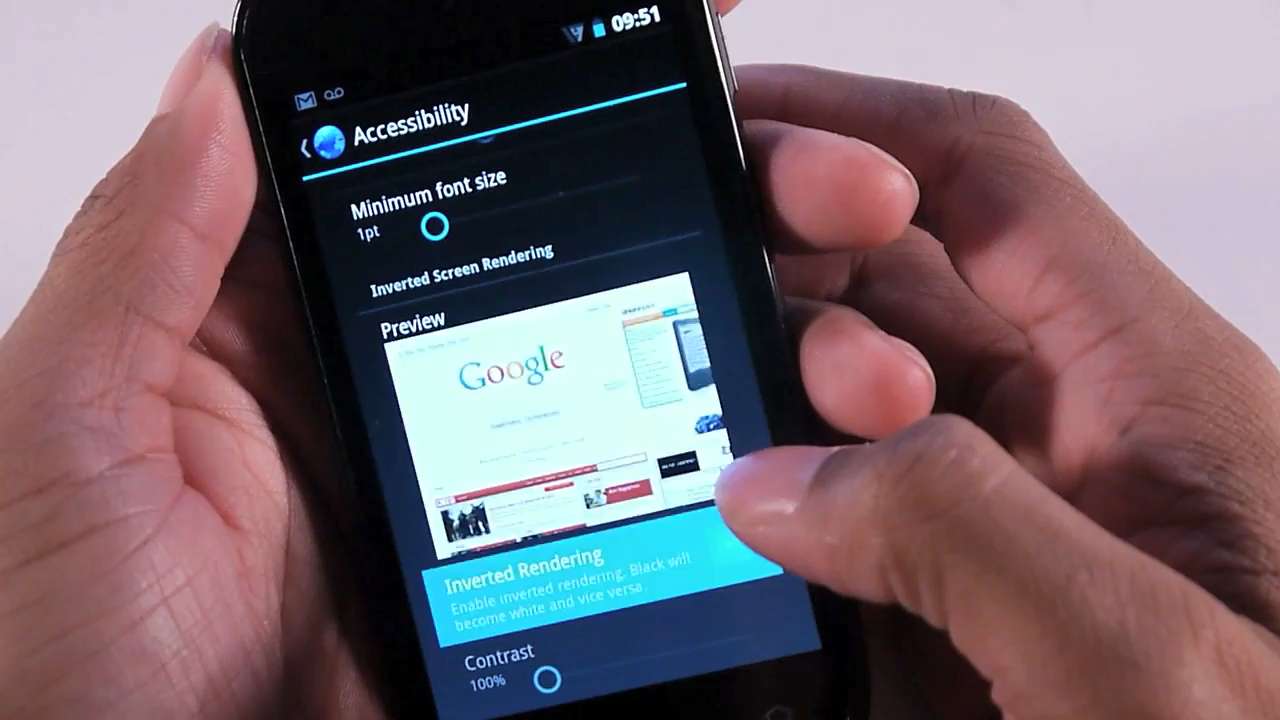 09:51
Accessibility
Minimum font size
1pt
Inverted Screen Rendering
Preview
Google
Inverted Rendering
Enable inverted rendering. Black will
become white and vice versa.
Contrast
100%